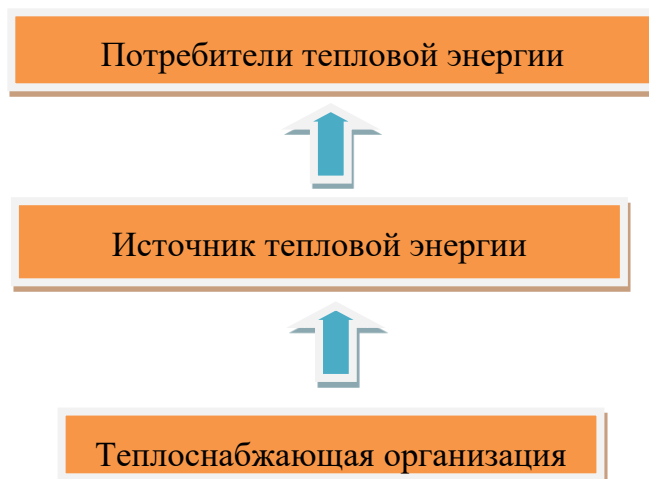 Потребители тепловой энергии
Источник тепловой энергии
Теплоснабжающая организация